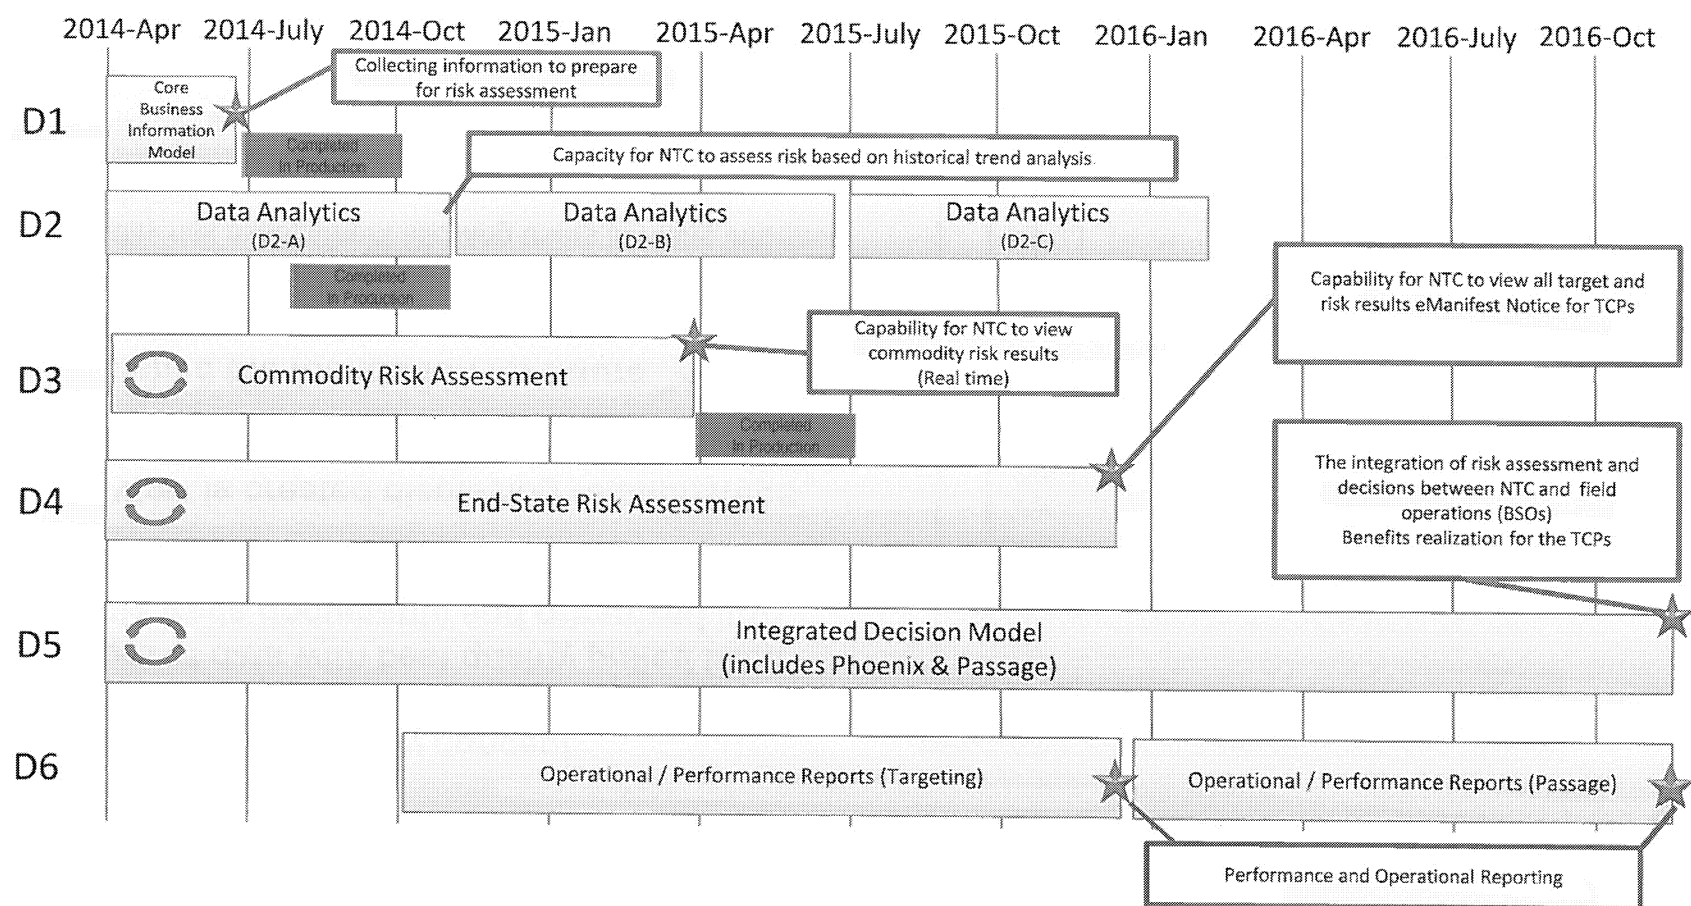 2014-Apr 2014-July 2014-Oct 2015-Jan 2015-Apr 2015-July 2015-Oct 2016-Jan 2016-Apr 2016-July 2016-Oct
Collecting information to prepare
for risk assessment
D1
Core
Business
Information
Model
Completed
In Production
Capacity for NTC to assess risk based on historical trend analysis
D2
Data Analytics
(D2-A)
Data Analytics
(D2-B)
Data Analytics
(D2-C)
Completed
In Production
Capability for NTC to view all target and
risk results eManifest Notice for TCPs
Capability for NTC to view
commodity risk results
(Real time)
D3
Commodity Risk Assessment
Completed
In Production
The integration of risk assessment and
decisions between NTC and field
operations (BSOs)
Benefits realization for the TCPs
D4
End-State Risk Assessment
D5
Integrated Decision Model
(includes Phoenix & Passage)
D6
Operational / Performance Reports (Targeting)
Operational / Performance Reports (Passage)
Performance and Operational Reporting